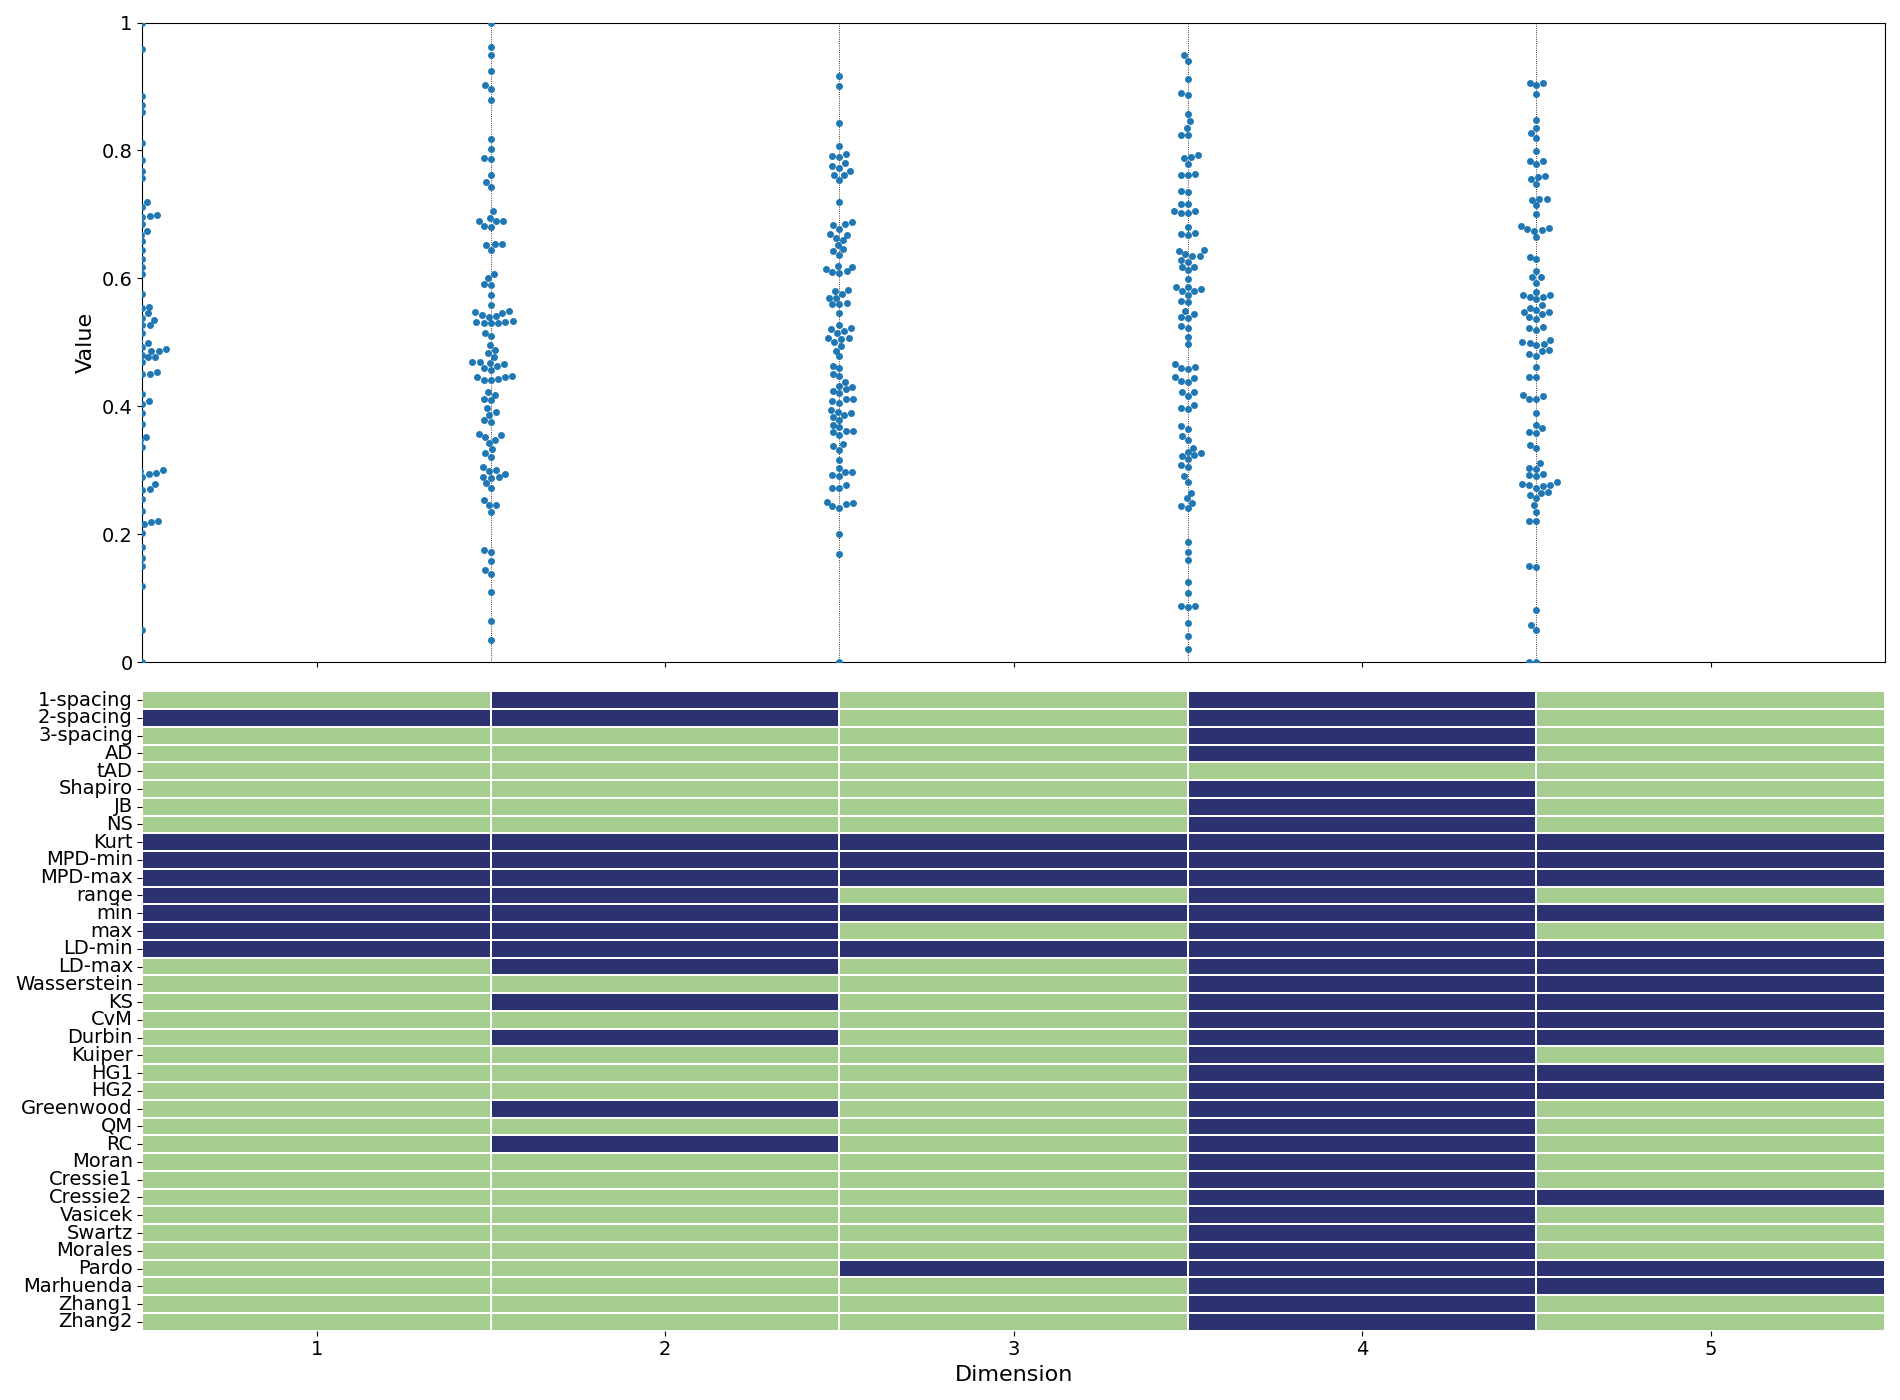 1
0.8
0.6
Value
0.4
0.2
0
1-spacing
2-spacing
3-spacing
AD
tAD
Shapiro
JB
NS
Kurt
MPD-min
MPD-max
range
min
max
LD-min
LD-max
Wasserstein
KS
CvM
Durbin
Kuiper
HG1
HG2
Greenwood
QM
RC
Moran
Cressie1
Cressie2
Vasicek
Swartz
Morales
Pardo
Marhuenda
Zhang1
Zhang2
1 2 3 4 5
Dimension